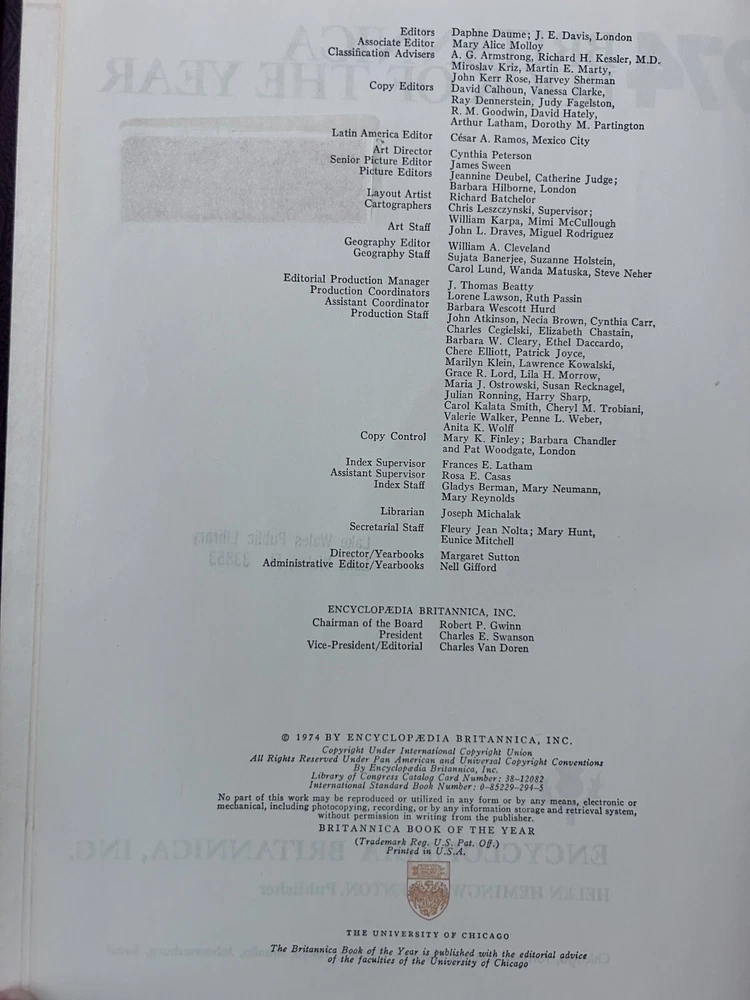 Editors Daphne Daume; J. E. Davis, London
Associate Editor Mary Alice Molloy
Classification Advisers A. G. Armstrong, Richard H. Kessler, M.D.
Miroslav Kriz, Martin E. Marty,
John Kerr Rose, Harvey Sherman
Copy Editors David Calhoun, Vanessa Clarke,
Ray Dennerstein, Judy Fagelston,
R. M. Goodwin, David Hately,
Arthur Latham, Dorothy M. Partington
Latin America Editor César A. Ramos, Mexico City
Art Director Cynthia Peterson
Senior Picture Editor James Sween
Picture Editors Jeannine Deubel, Catherine Judge;
Barbara Hilborne, London
Layout Artist Richard Batchelor
Cartographers Chris Leszczynski, Supervisor;
William Karpa, Mimi McCullough
Art Staff John L. Draves, Miguel Rodriguez
Geography Editor William A. Cleveland
Geography Staff Sujata Banerjee, Suzanne Holstein,
Carol Lund, Wanda Matuska, Steve Neher
Editorial Production Manager J. Thomas Beatty
Production Coordinators Lorene Lawson, Ruth Passin
Assistant Coordinator Barbara Wescott Hurd
Production Staff John Atkinson, Necia Brown, Cynthia Carr,
Charles Cegielski, Elizabeth Chastain,
Barbara W. Cleary, Ethel Daccardo,
Chere Elliott, Patrick Joyce,
Marilyn Klein, Lawrence Kowalski,
Grace R. Lord, Lila H. Morrow,
Maria J. Ostrowski, Susan Recknagel,
Julian Ronning, Harry Sharp,
Carol Kalata Smith, Cheryl M. Trobiani,
Valerie Walker, Penne L. Weber,
Anita K. Wolff
Copy Control Mary K. Finley; Barbara Chandler
and Pat Woodgate, London
Index Supervisor Frances E. Latham
Assistant Supervisor Rosa E. Casas
Index Staff Gladys Berman, Mary Neumann,
Mary Reynolds
Librarian Joseph Michalak
Secretarial Staff Fleury Jean Nolta; Mary Hunt,
Eunice Mitchell
Director/Yearbooks Margaret Sutton
Administrative Editor/Yearbooks Nell Gifford
ENCYCLOPÆDIA BRITANNICA, INC.
Chairman of the Board Robert P. Gwinn
President Charles E. Swanson
Vice-President/Editorial Charles Van Doren
© 1974 BY ENCYCLOPÆDIA BRITANNICA, INC.
Copyright Under International Copyright Union
All Rights Reserved Under Pan American and Universal Copyright Conventions
By Encyclopædia Britannica, Inc.
Library of Congress Catalog Card Number: 38-12082
International Standard Book Number: 0-85229-294-5
No part of this work may be reproduced or utilized in any form or by any means, electronic or
mechanical, including photocopying, recording, or by any information storage and retrieval system,
without permission in writing from the publisher.
BRITANNICA BOOK OF THE YEAR
(Trademark Reg. U.S. Pat. Off.)
Printed in U.S.A.
THE UNIVERSITY OF CHICAGO
The Britannica Book of the Year is published with the editorial advice
of the faculties of the University of Chicago